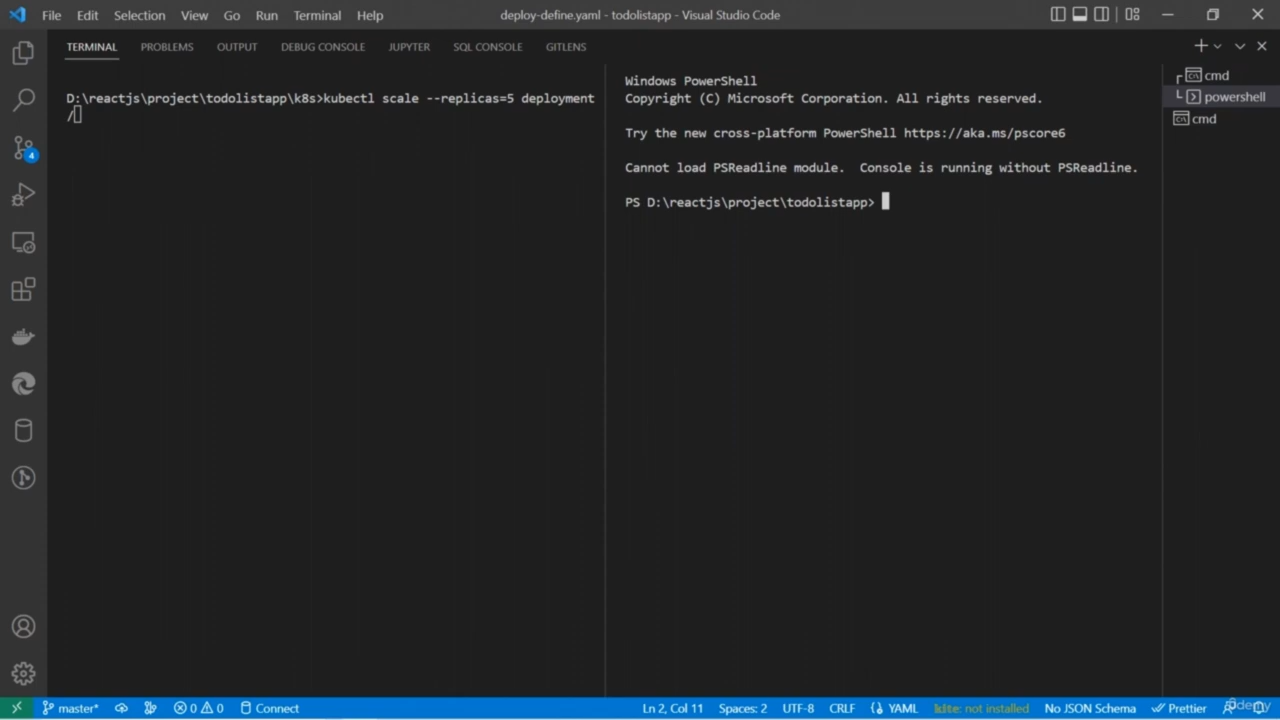 File Edit Selection View Go Run Terminal Help
deploy-define.yaml - todolistapp - Visual Studio Code
TERMINAL PROBLEMS OUTPUT DEBUG CONSOLE JUPYTER SQL CONSOLE GITLENS
D:\reactjs\project\todolistapp\k8s>kubectl scale --replicas=5 deployment
/
Windows PowerShell
Copyright (C) Microsoft Corporation. All rights reserved.
Try the new cross-platform PowerShell https://aka.ms/pscore6
Cannot load PSReadline module.  Console is running without PSReadline.
PS D:\reactjs\project\todolistapp>
cmd
powershell
cmd
4
master* 0 0 Connect
Ln 2, Col 11 Spaces: 2 UTF-8 CRLF YAML kite: not installed No JSON Schema Prettier